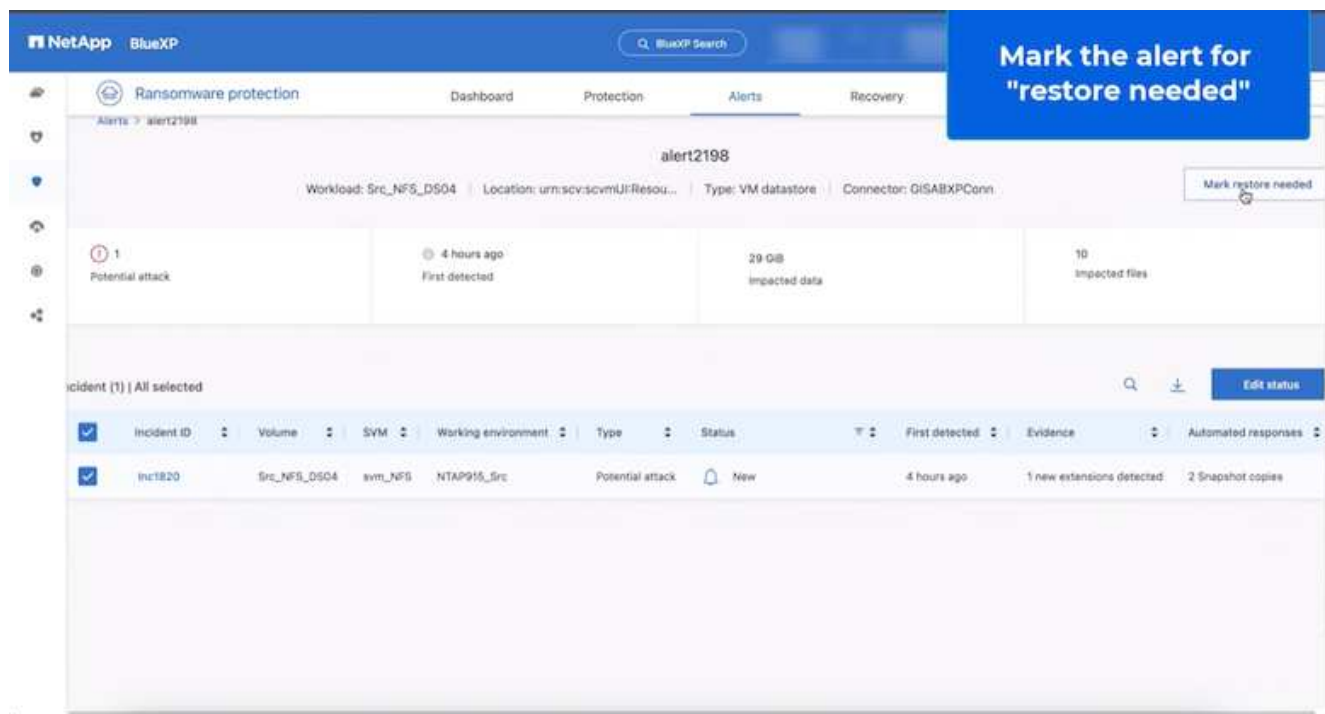 NetApp BlueXP
BlueXP Search
Mark the alert for
"restore needed"
Ransomware protection
Dashboard Protection Alerts Recovery
Alerts > alert2198
alert2198
Workload: Src_NFS_DS04 | Location: urn:scv:scvmUI:Resou... | Type: VM datastore | Connector: GISABXPConn
Mark restore needed
1
Potential attack
4 hours ago
First detected
29 GiB
Impacted data
10
Impacted files
cident (1) | All selected
Edit status
Incident ID Volume SVM Working environment Type Status First detected Evidence Automated responses
Inc1820 Src_NFS_DS04 svm_NFS NTAP915_Src Potential attack New 4 hours ago 1 new extensions detected 2 Snapshot copies